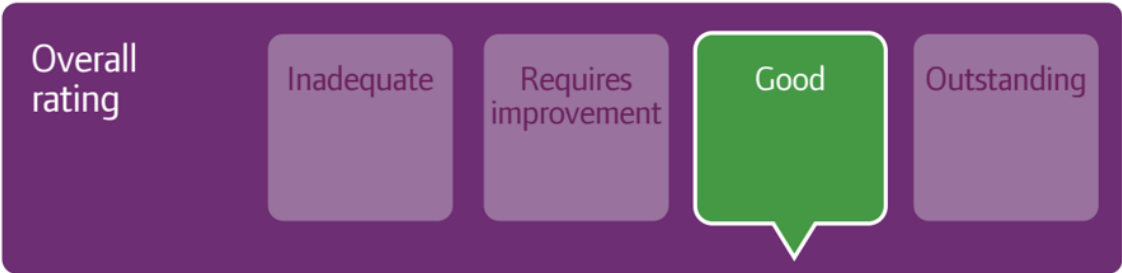 Overall
rating
Inadequate
Requires
improvement
Good
Outstanding